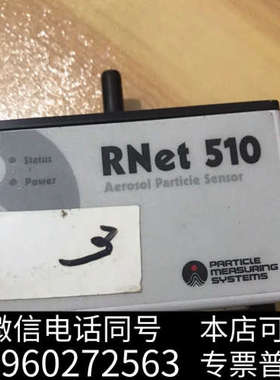 Status
RNet 510
Power
Aerosol Particle Sensor
3
PARTICLE
MEASURING
SYSTEMS
微信电话同号 本店可
960272563 专票普